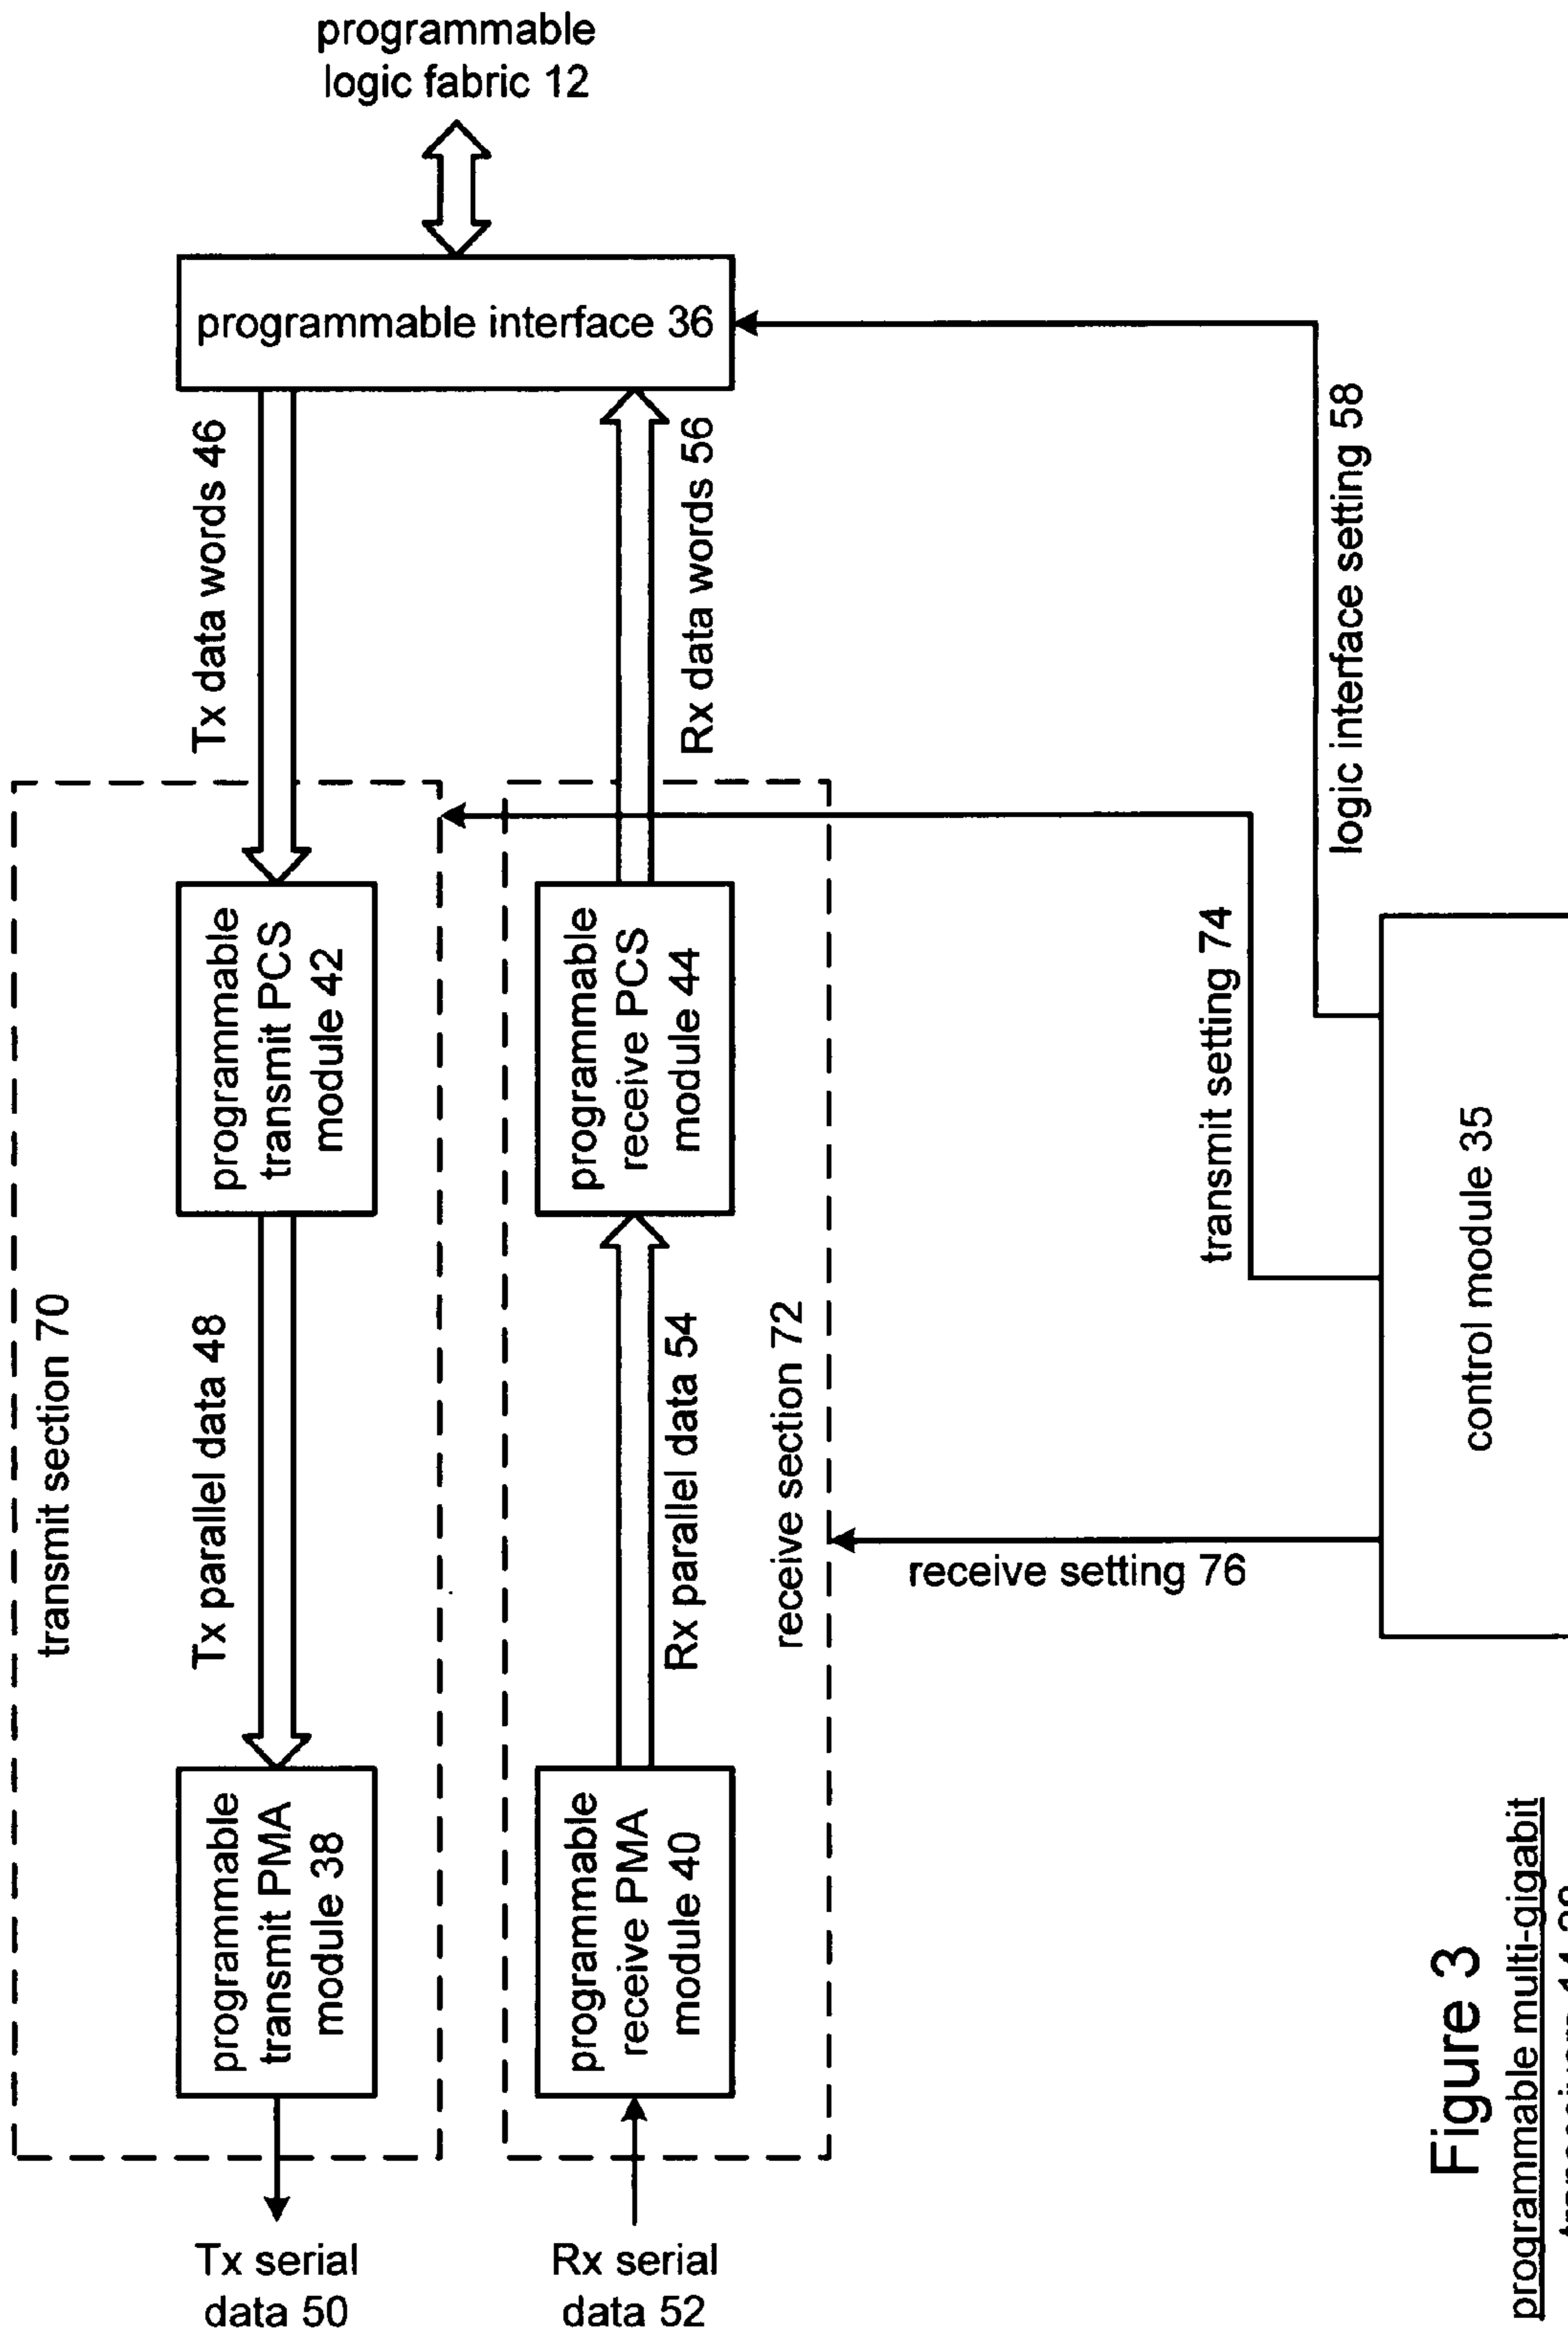 programmable
logic fabric 12
programmable interface 36
Tx data words 46
Rx data words 56
logic interface setting 58
programmable
transmit PCS
module 42
programmable
receive PCS
module 44
transmit setting 74
control module 35
transmit section 70
Tx parallel data 48
Rx parallel data 54
receive section 72
receive setting 76
programmable
transmit PMA
module 38
programmable
receive PMA
module 40
Tx serial
data 50
Rx serial
data 52
Figure 3
programmable multi-gigabit